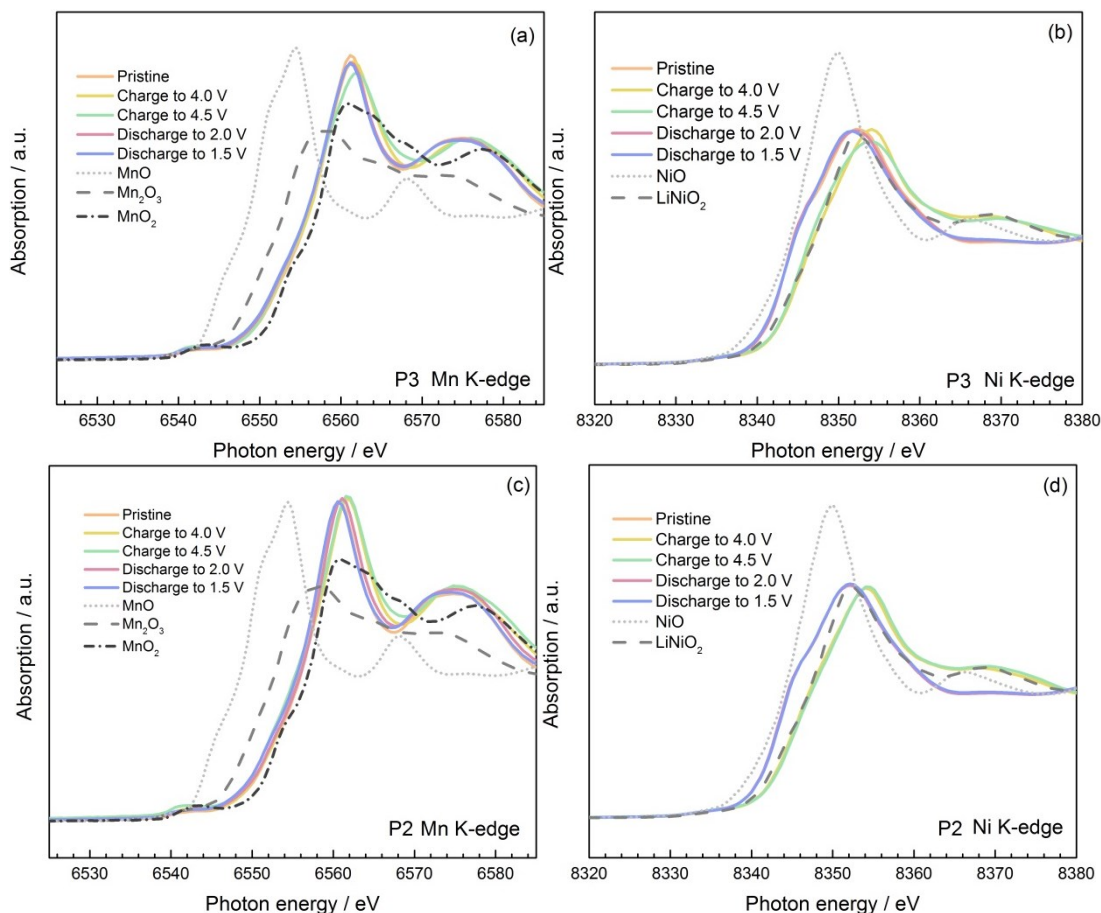 (a)
Pristine
Charge to 4.0 V
Charge to 4.5 V
Discharge to 2.0 V
Discharge to 1.5 V
MnO
Mn₂O₃
MnO₂
Absorption / a.u.
P3 Mn K-edge
6530 6540 6550 6560 6570 6580
Photon energy / eV
(b)
Pristine
Charge to 4.0 V
Charge to 4.5 V
Discharge to 2.0 V
Discharge to 1.5 V
NiO
LiNiO₂
Absorption / a.u.
P3 Ni K-edge
8320 8330 8340 8350 8360 8370 8380
Photon energy / eV
(c)
Pristine
Charge to 4.0 V
Charge to 4.5 V
Discharge to 2.0 V
Discharge to 1.5 V
MnO
Mn₂O₃
MnO₂
Absorption / a.u.
P2 Mn K-edge
6530 6540 6550 6560 6570 6580
Photon energy / eV
(d)
Pristine
Charge to 4.0 V
Charge to 4.5 V
Discharge to 2.0 V
Discharge to 1.5 V
NiO
LiNiO₂
Absorption / a.u.
P2 Ni K-edge
8320 8330 8340 8350 8360 8370 8380
Photon energy / eV